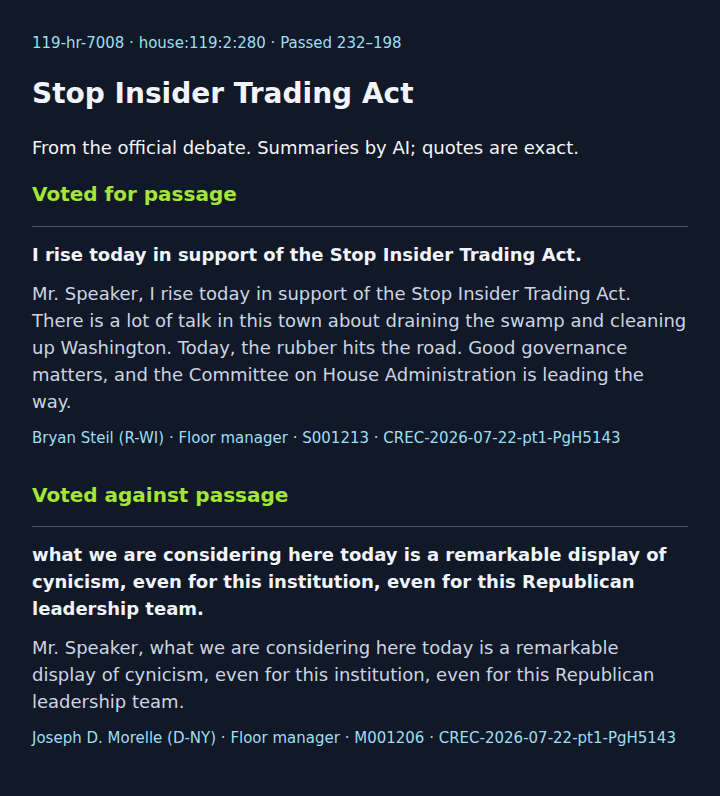 119-hr-7008 · house:119:2:280 · Passed 232–198
Stop Insider Trading Act
From the official debate. Summaries by AI; quotes are exact.
Voted for passage
I rise today in support of the Stop Insider Trading Act.
Mr. Speaker, I rise today in support of the Stop Insider Trading Act.
There is a lot of talk in this town about draining the swamp and cleaning
up Washington. Today, the rubber hits the road. Good governance
matters, and the Committee on House Administration is leading the
way.
Bryan Steil (R-WI) · Floor manager · S001213 · CREC-2026-07-22-pt1-PgH5143
Voted against passage
what we are considering here today is a remarkable display of
cynicism, even for this institution, even for this Republican
leadership team.
Mr. Speaker, what we are considering here today is a remarkable
display of cynicism, even for this institution, even for this Republican
leadership team.
Joseph D. Morelle (D-NY) · Floor manager · M001206 · CREC-2026-07-22-pt1-PgH5143